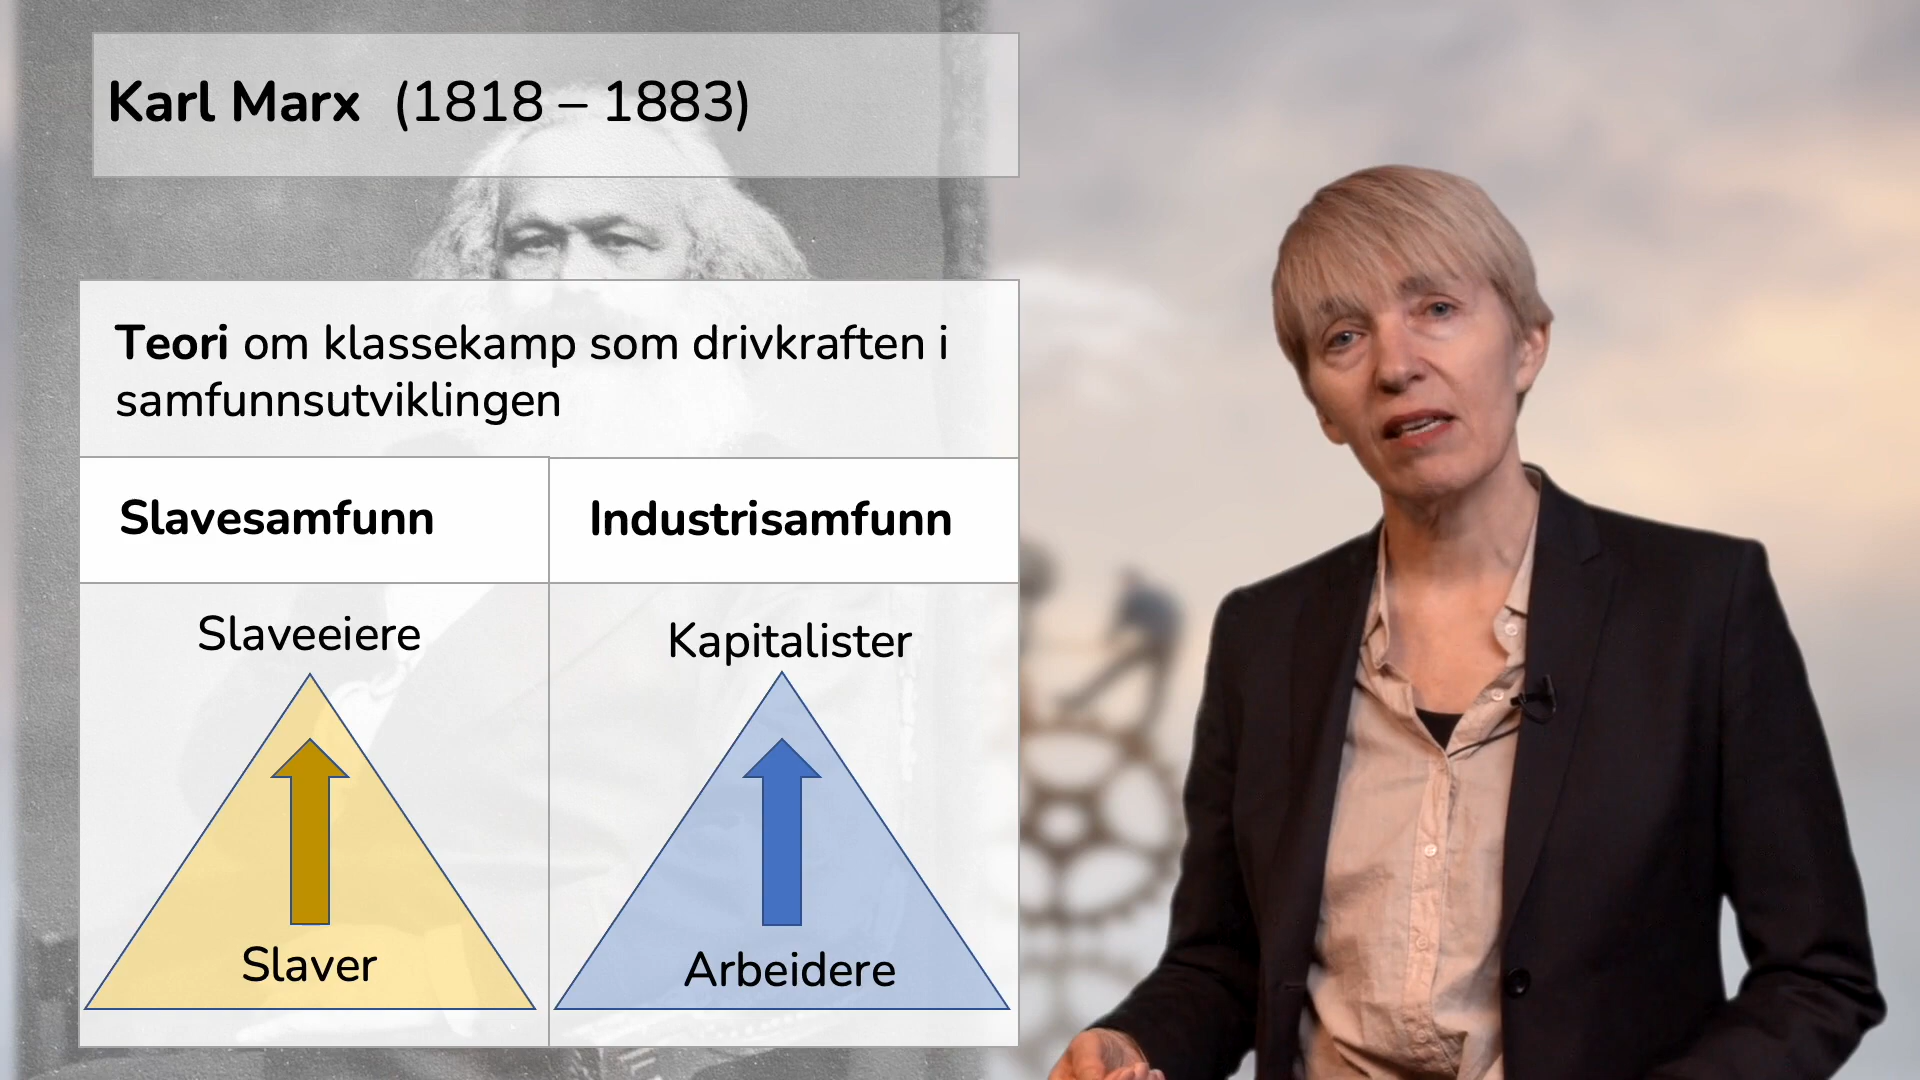 Karl Marx (1818 – 1883)
Teori om klassekamp som drivkraften i
samfunnsutviklingen
Slavesamfunn
Industrisamfunn
Slaveeiere
Kapitalister
Slaver
Arbeidere